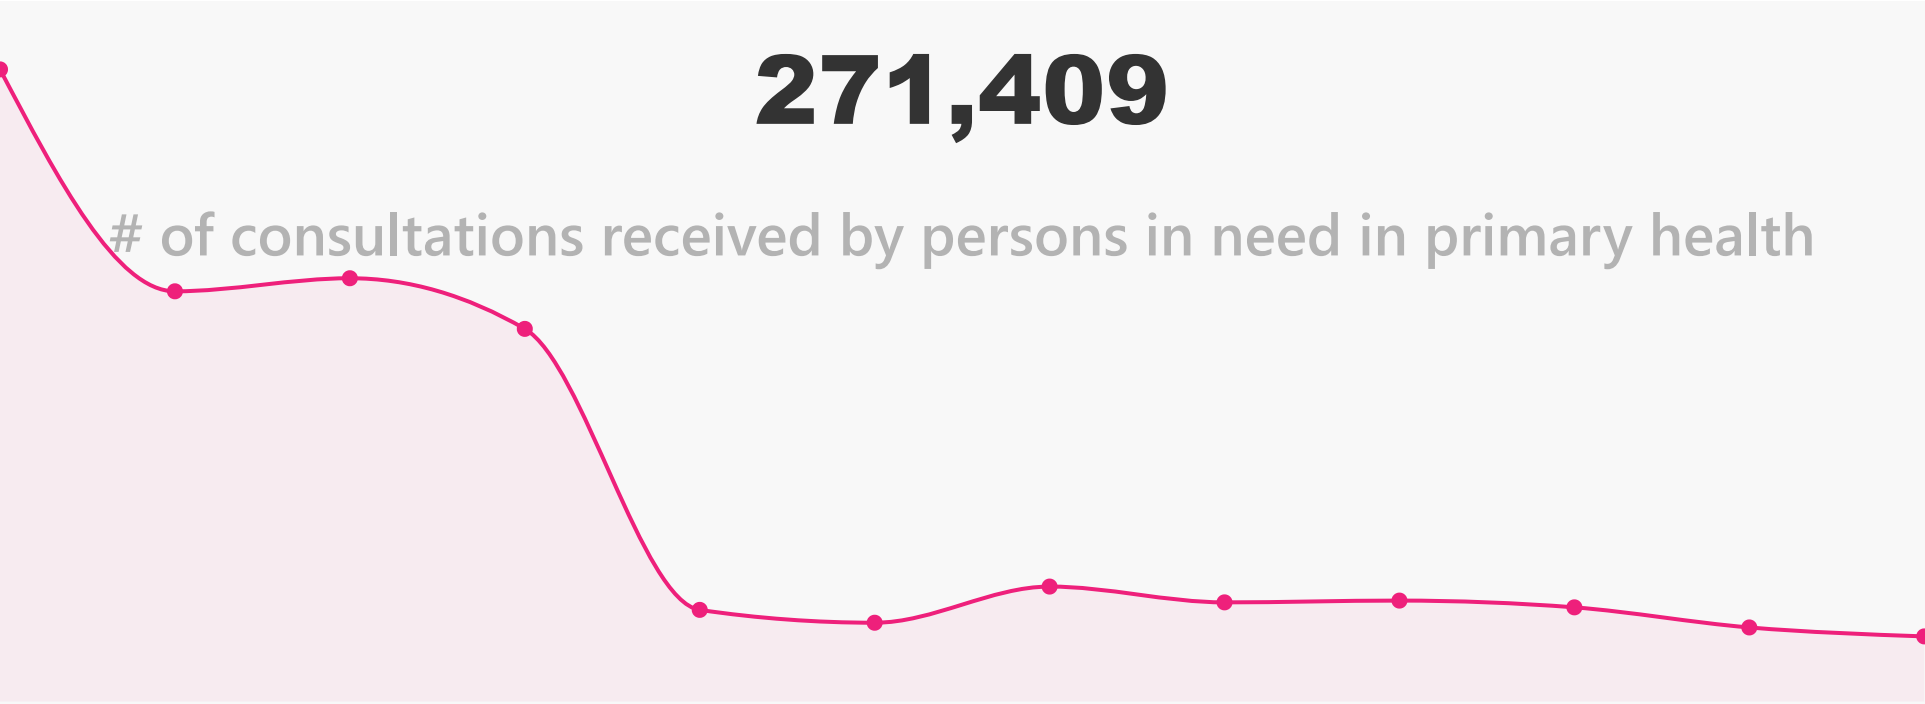 271,409
# of consultations received by persons in need in primary health